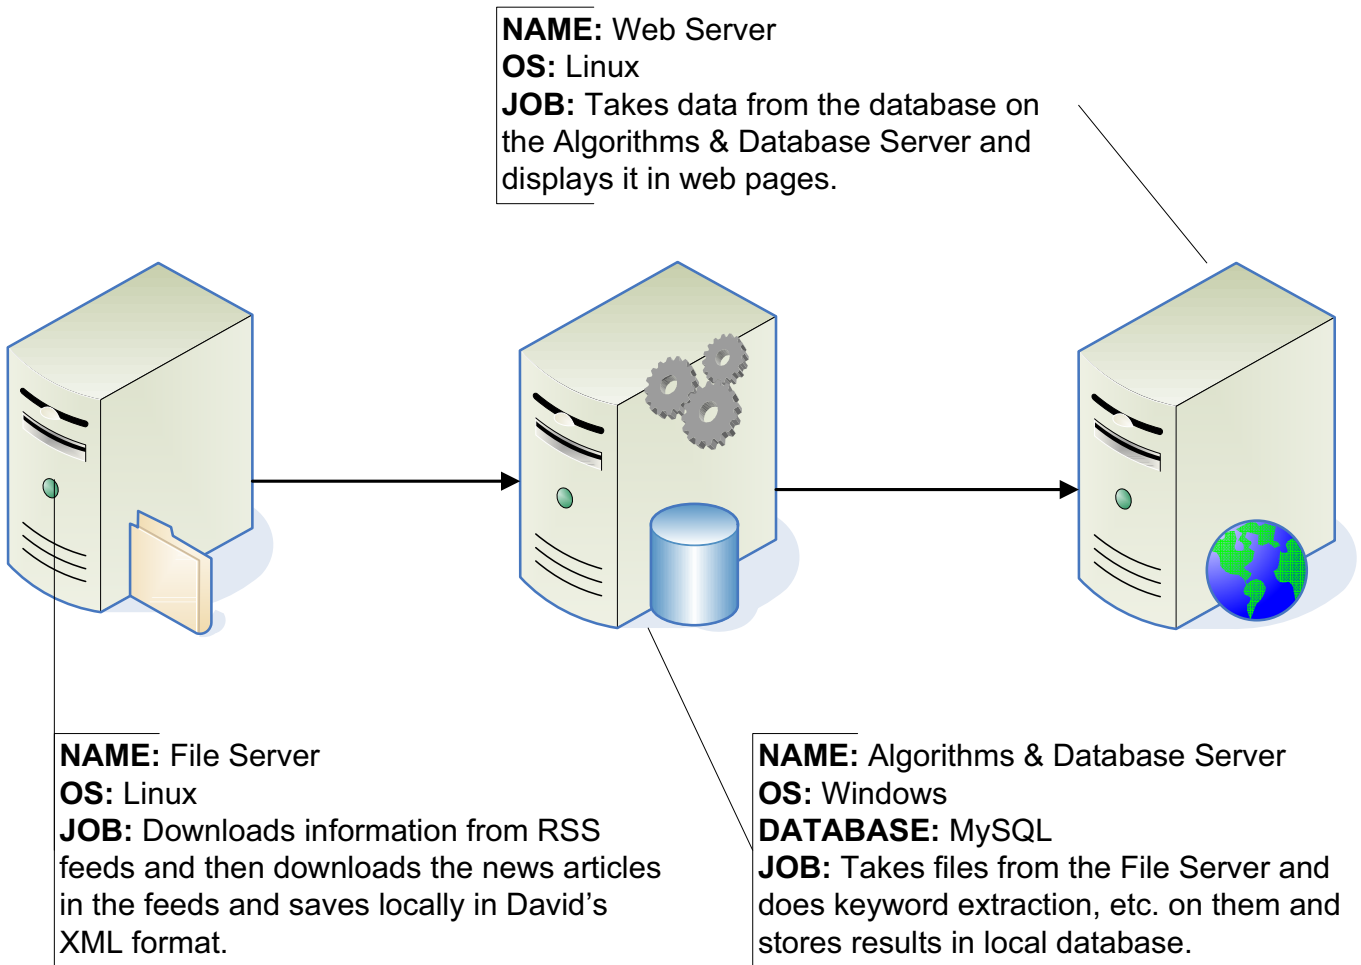 NAME: Web Server
OS: Linux
JOB: Takes data from the database on
the Algorithms & Database Server and
displays it in web pages.
NAME: File Server
OS: Linux
JOB: Downloads information from RSS
feeds and then downloads the news articles
in the feeds and saves locally in David's
XML format.
NAME: Algorithms & Database Server
OS: Windows
DATABASE: MySQL
JOB: Takes files from the File Server and
does keyword extraction, etc. on them and
stores results in local database.